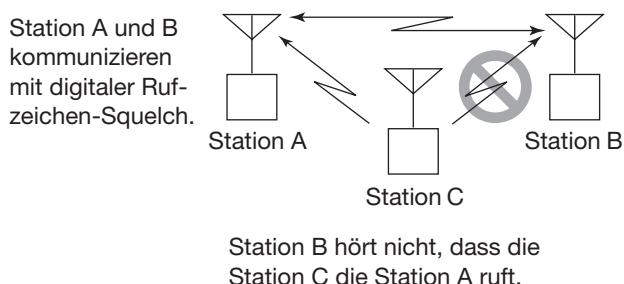 Station A und B
kommunizieren
mit digitaler Ruf-
zeichen-Squelch.
Station A
Station B
Station C
Station B hört nicht, dass die
Station C die Station A ruft.